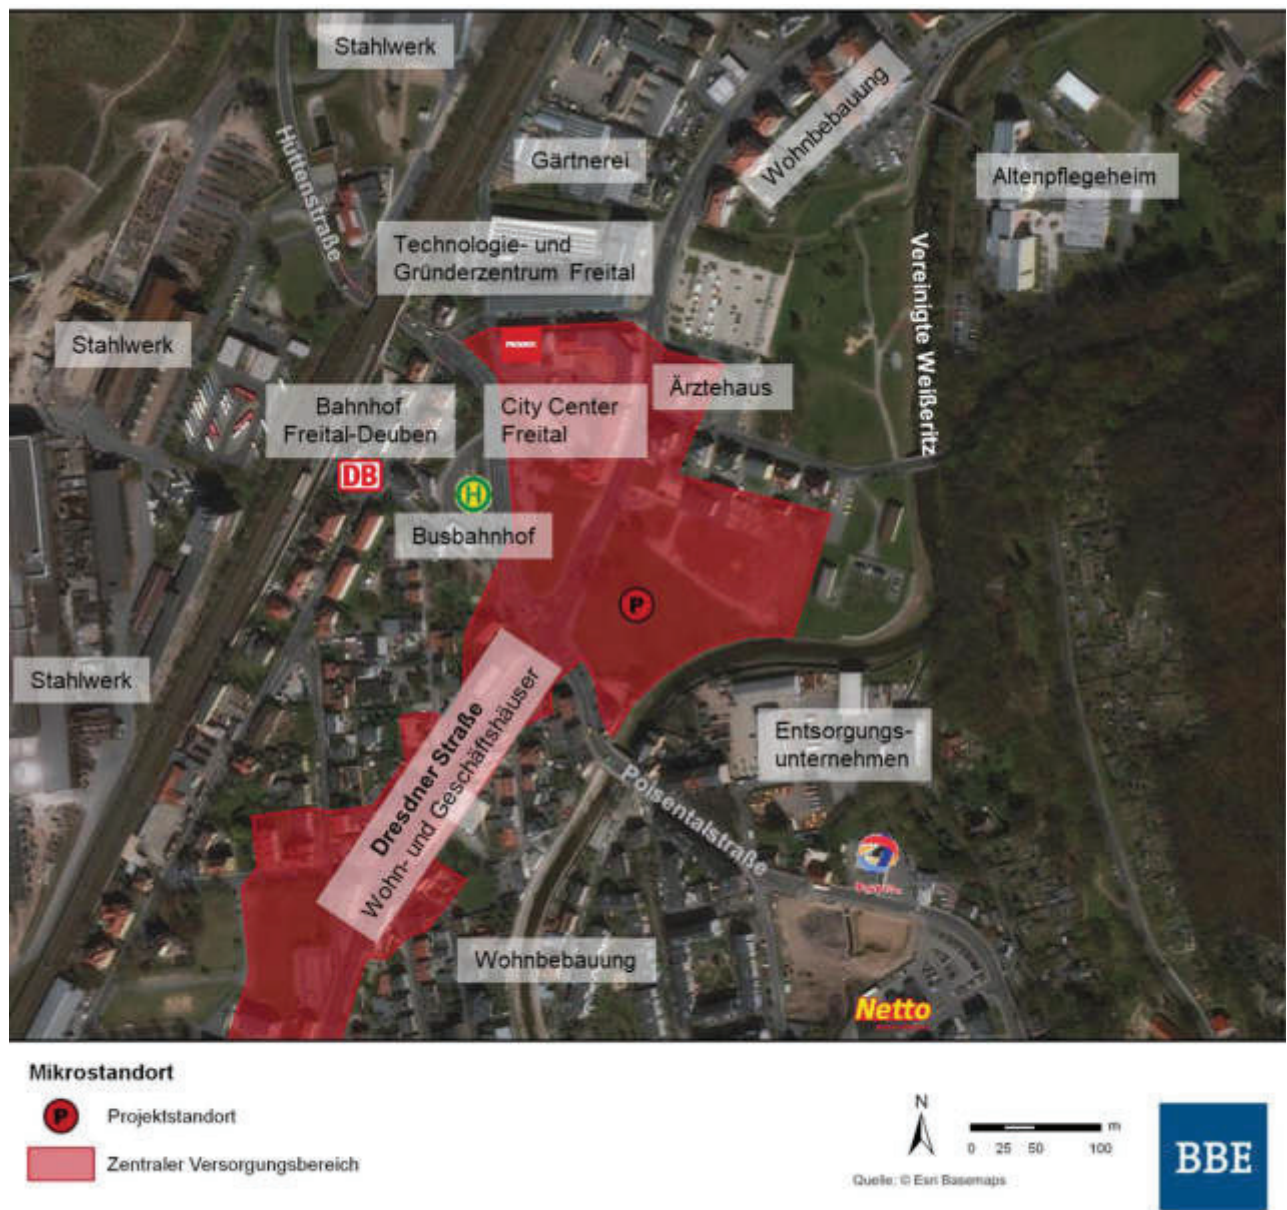 Stahlwerk
Hüttenstraße
Gärtnerei
Wohnbebauung
Altenpflegeheim
Technologie- und
Gründerzentrum Freital
Vereinigte Weißeritz
Stahlwerk
Ärztehaus
Bahnhof
Freital-Deuben
City Center
Freital
DB
H
Busbahnhof
P
Stahlwerk
Dresdner Straße
Wohn- und Geschäftshäuser
Entsorgungs-
unternehmen
Poisentalstraße
Wohnbebauung
Netto
Mikrostandort
P
Projektstandort
Zentraler Versorgungsbereich
N
m
0 25 50 100
Quelle: © Esri Basemaps
BBE